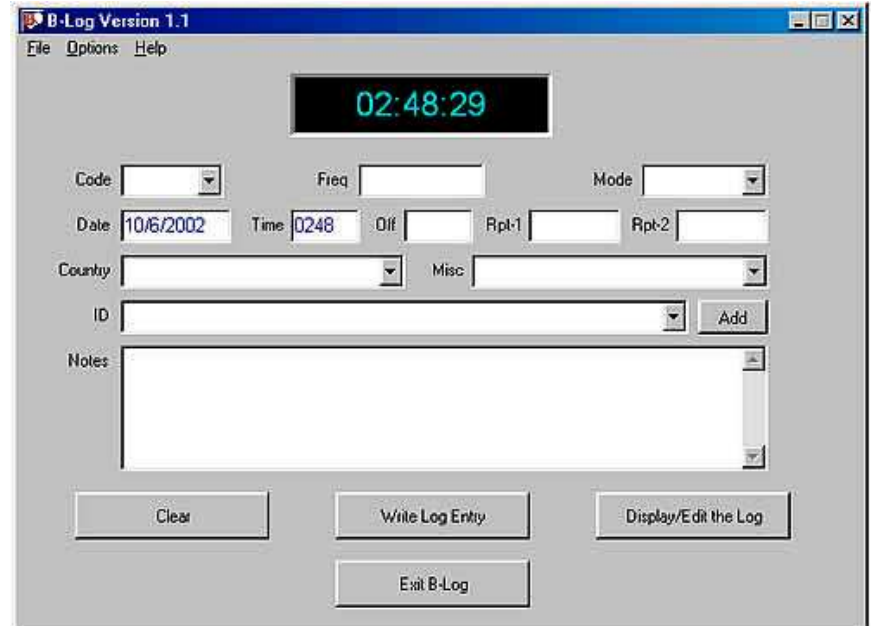 B-Log Version 1.1
File Options Help
02:48:29
Code Freq Mode
Date 10/6/2002 Time 0248 Off Rpt-1 Rpt-2
Country Misc
ID Add
Notes
Clear Write Log Entry Display/Edit the Log
Exit B-Log